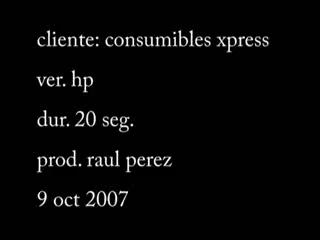 cliente: consumibles xpress
ver. hp
dur. 20 seg.
prod. raul perez
9 oct 2007